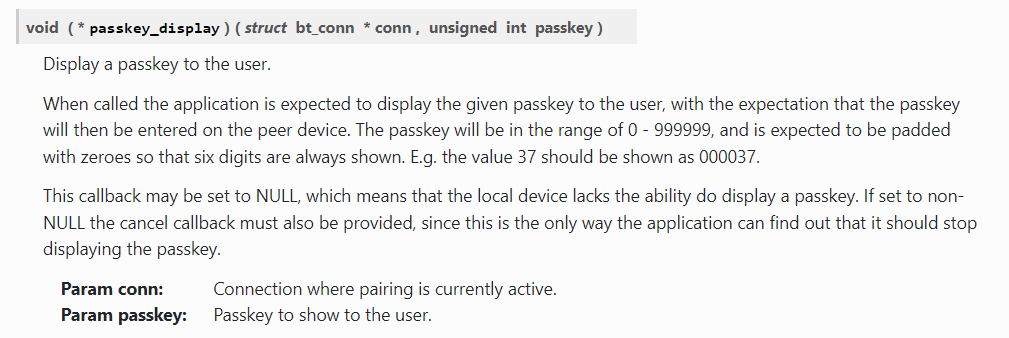 void (* passkey_display ) ( struct bt_conn * conn , unsigned int passkey )
Display a passkey to the user.
When called the application is expected to display the given passkey to the user, with the expectation that the passkey
will then be entered on the peer device. The passkey will be in the range of 0 - 999999, and is expected to be padded
with zeroes so that six digits are always shown. E.g. the value 37 should be shown as 000037.
This callback may be set to NULL, which means that the local device lacks the ability do display a passkey. If set to non-
NULL the cancel callback must also be provided, since this is the only way the application can find out that it should stop
displaying the passkey.
Param conn: Connection where pairing is currently active.
Param passkey: Passkey to show to the user.